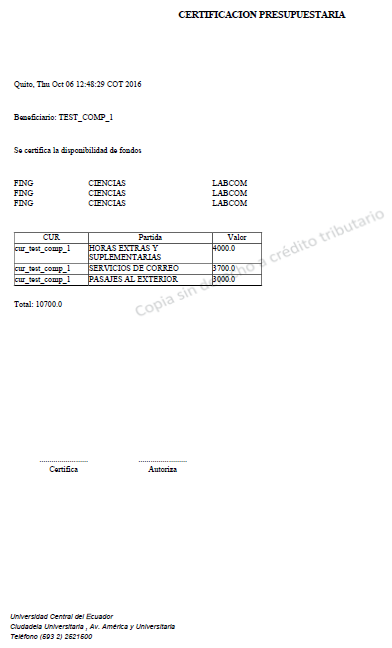 CERTIFICACION PRESUPUESTARIA
Quito, Thu Oct 06 12:48:29 COT 2016
Beneficiario: TEST_COMP_1
Se certifica la disponibilidad de fondos
FING CIENCIAS LABCOM
FING CIENCIAS LABCOM
FING CIENCIAS LABCOM
CUR Partida Valor
cur_test_comp_1 HORAS EXTRAS Y SUPLEMENTARIAS 4000.0
cur_test_comp_1 SERVICIOS DE CORREO 3700.0
cur_test_comp_1 PASAJES AL EXTERIOR 3000.0
Total: 10700.0
Copia sin a crédito tributario
Certifica Autoriza
Universidad Central del Ecuador
Ciudadela Universitaria , Av. América y Universitaria
Teléfono (593 2) 2521500